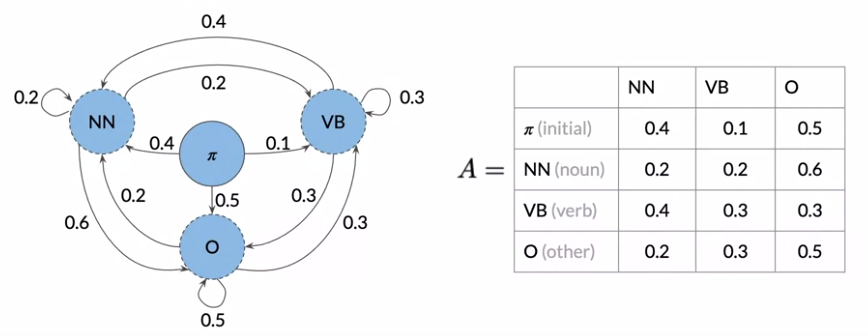 0.4
0.2
0.2
0.3
NN
VB
0.4
π
0.1
0.2
0.5
0.3
0.6
0.3
O
0.5
A =
NN VB O
π (initial) 0.4 0.1 0.5
NN (noun) 0.2 0.2 0.6
VB (verb) 0.4 0.3 0.3
O (other) 0.2 0.3 0.5